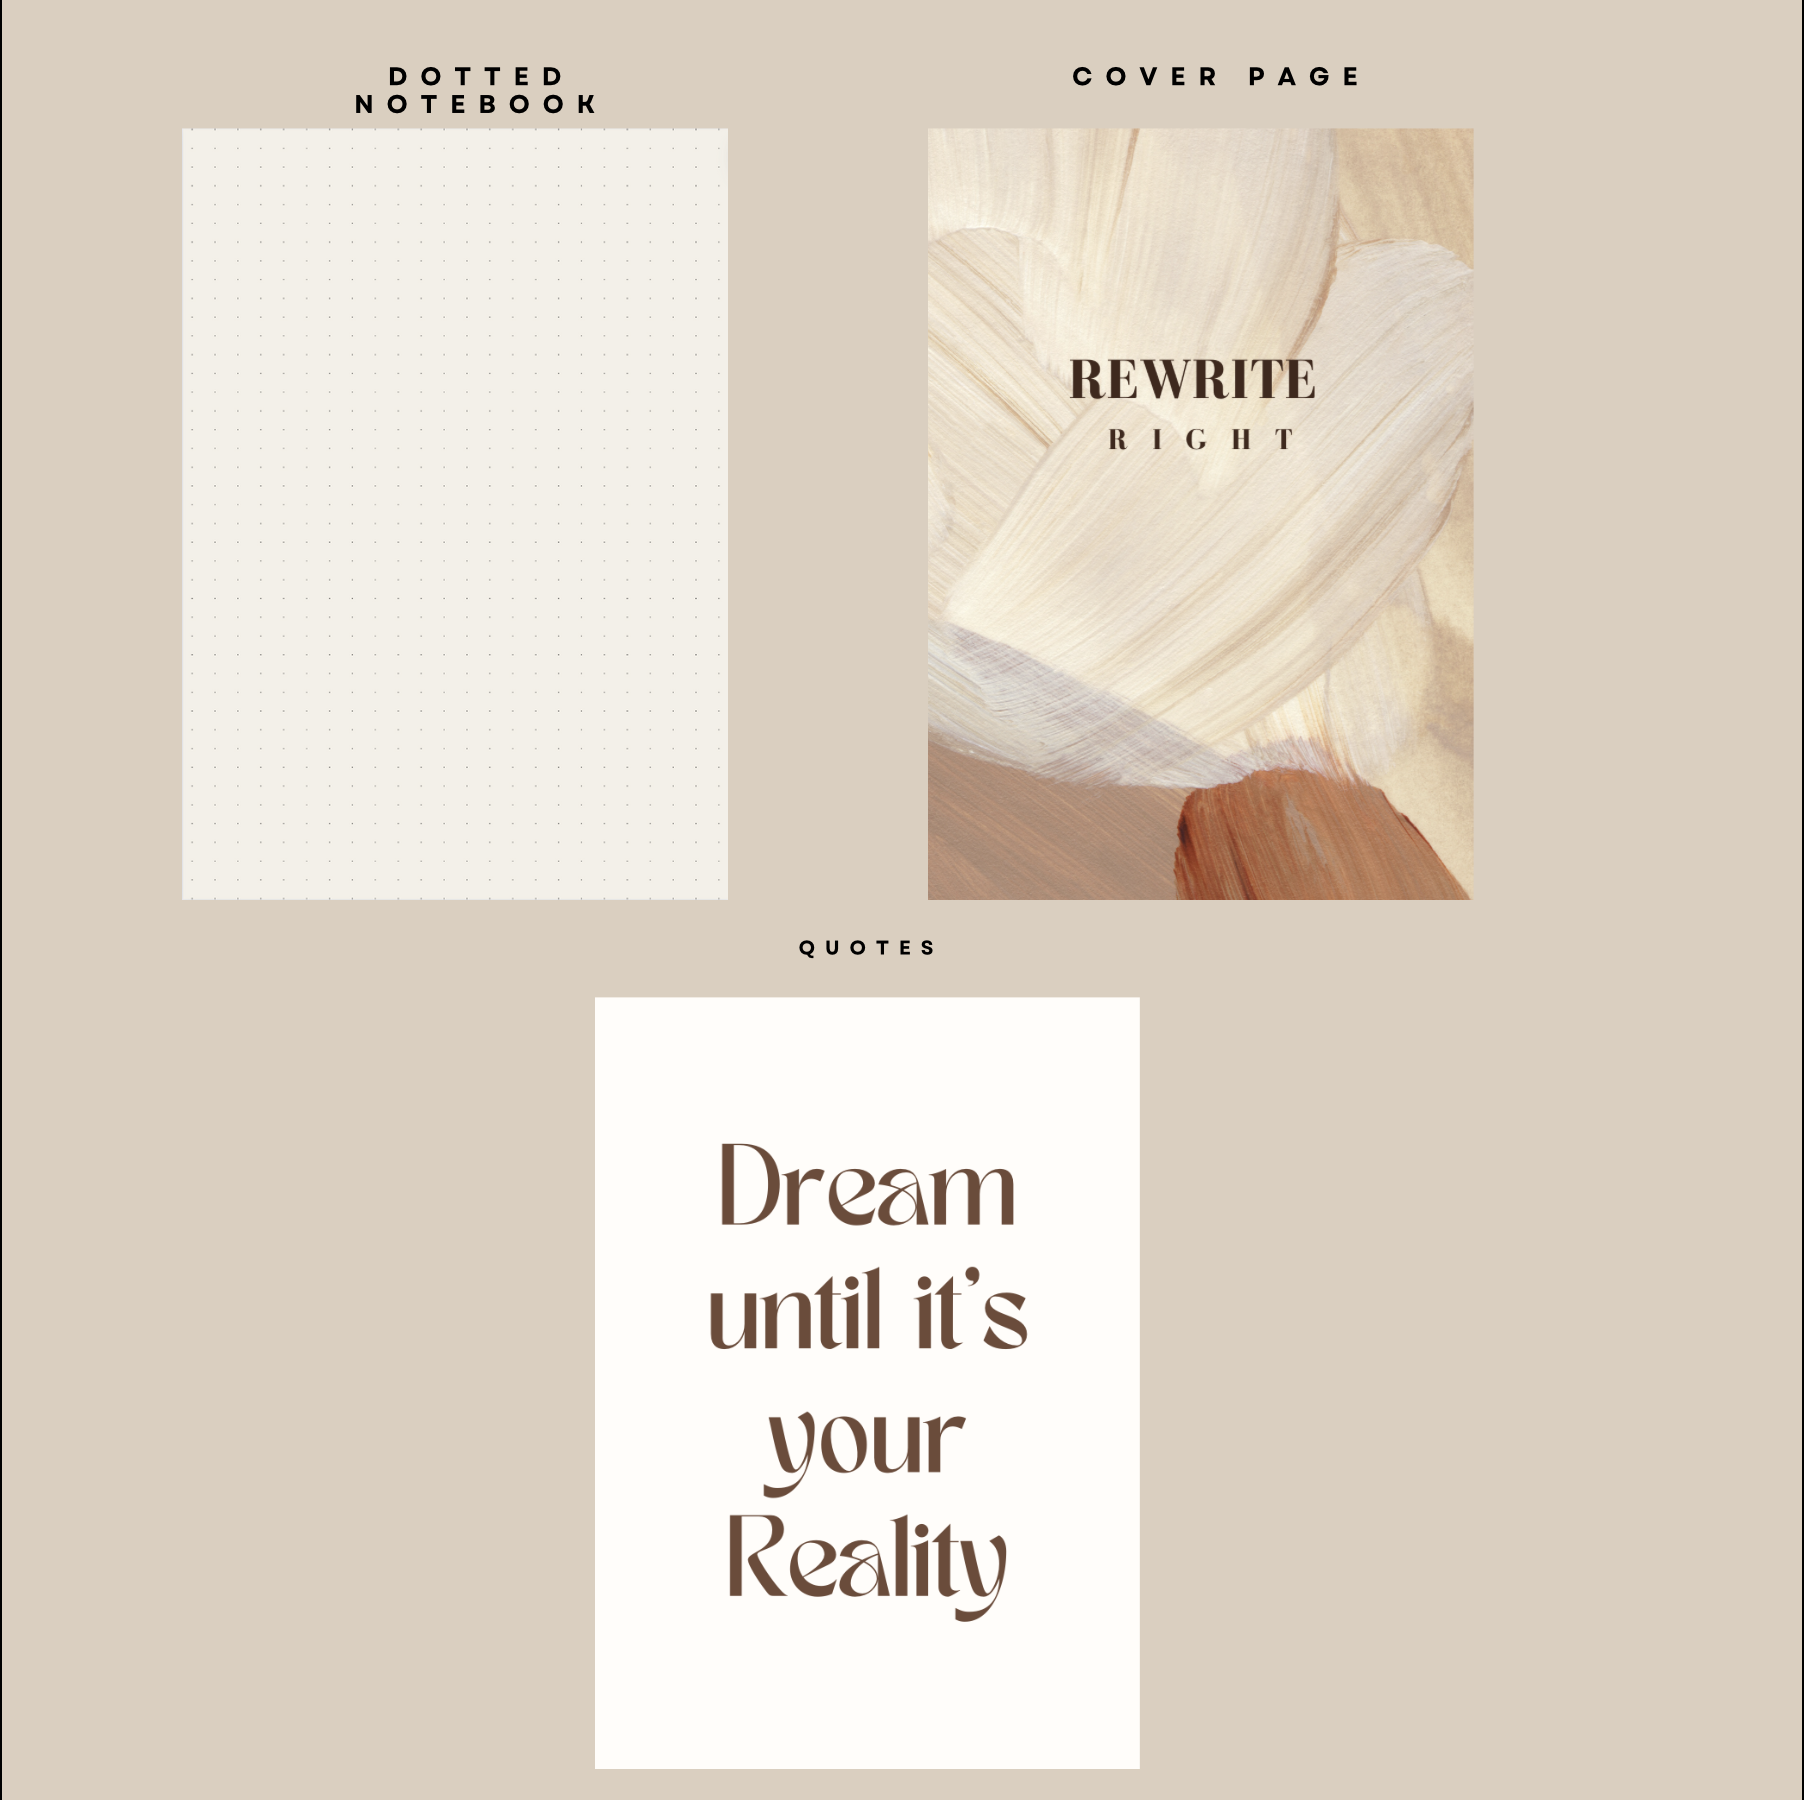 DOTTED
NOTEBOOK
COVER PAGE
REWRITE
RIGHT
QUOTES
Dream
until it’s
your
Reality